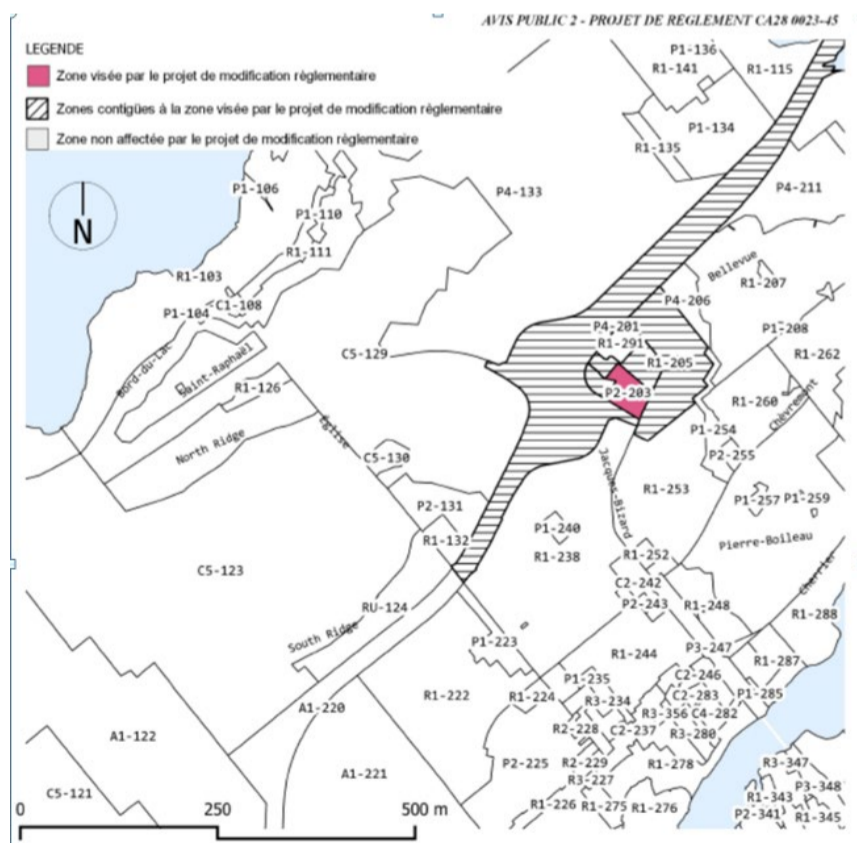 AVIS PUBLIC 2 - PROJET DE REGLEMENT CA28 0023-45
LEGENDE
Zone visée par le projet de modification règlementaire
Zones contigües à la zone visée par le projet de modification règlementaire
Zone non affectée par le projet de modification règlementaire
P1-136
R1-141
R1-115
P1-134
R1-135
P1-106
P4-133
P4-211
N
P1-110
R1-111
Bellevue
R1-103
R1-207
C1-108
P4-206
P1-104
P4-201
P1-208
R1-291
C5-129
R1-262
Bord-du-Lac
Saint-Raphaël
R1-205
R1-126
P2-203
R1-260
Chèvremont
North Ridge
Église
P1-254
C5-130
P2-255
Jacques-Bizard
R1-253
P1-257
P1-259
P2-131
P1-240
R1-132
Pierre-Boileau
R1-238
R1-252
C5-123
Cherrier
C2-242
RU-124
P2-243
R1-248
R1-288
South Ridge
P1-223
P3-247
R1-244
R1-287
C2-246
P1-235
R1-222
R1-224
C2-283
P1-285
R3-234
A1-220
R3-356
C4-282
R2-228
C2-237
R3-280
A1-122
P2-225
R2-229
R1-278
R3-347
A1-221
R3-227
P3-348
C5-121
R1-343
R1-226
R1-275
R1-276
P2-341
R1-345
0
250
500 m